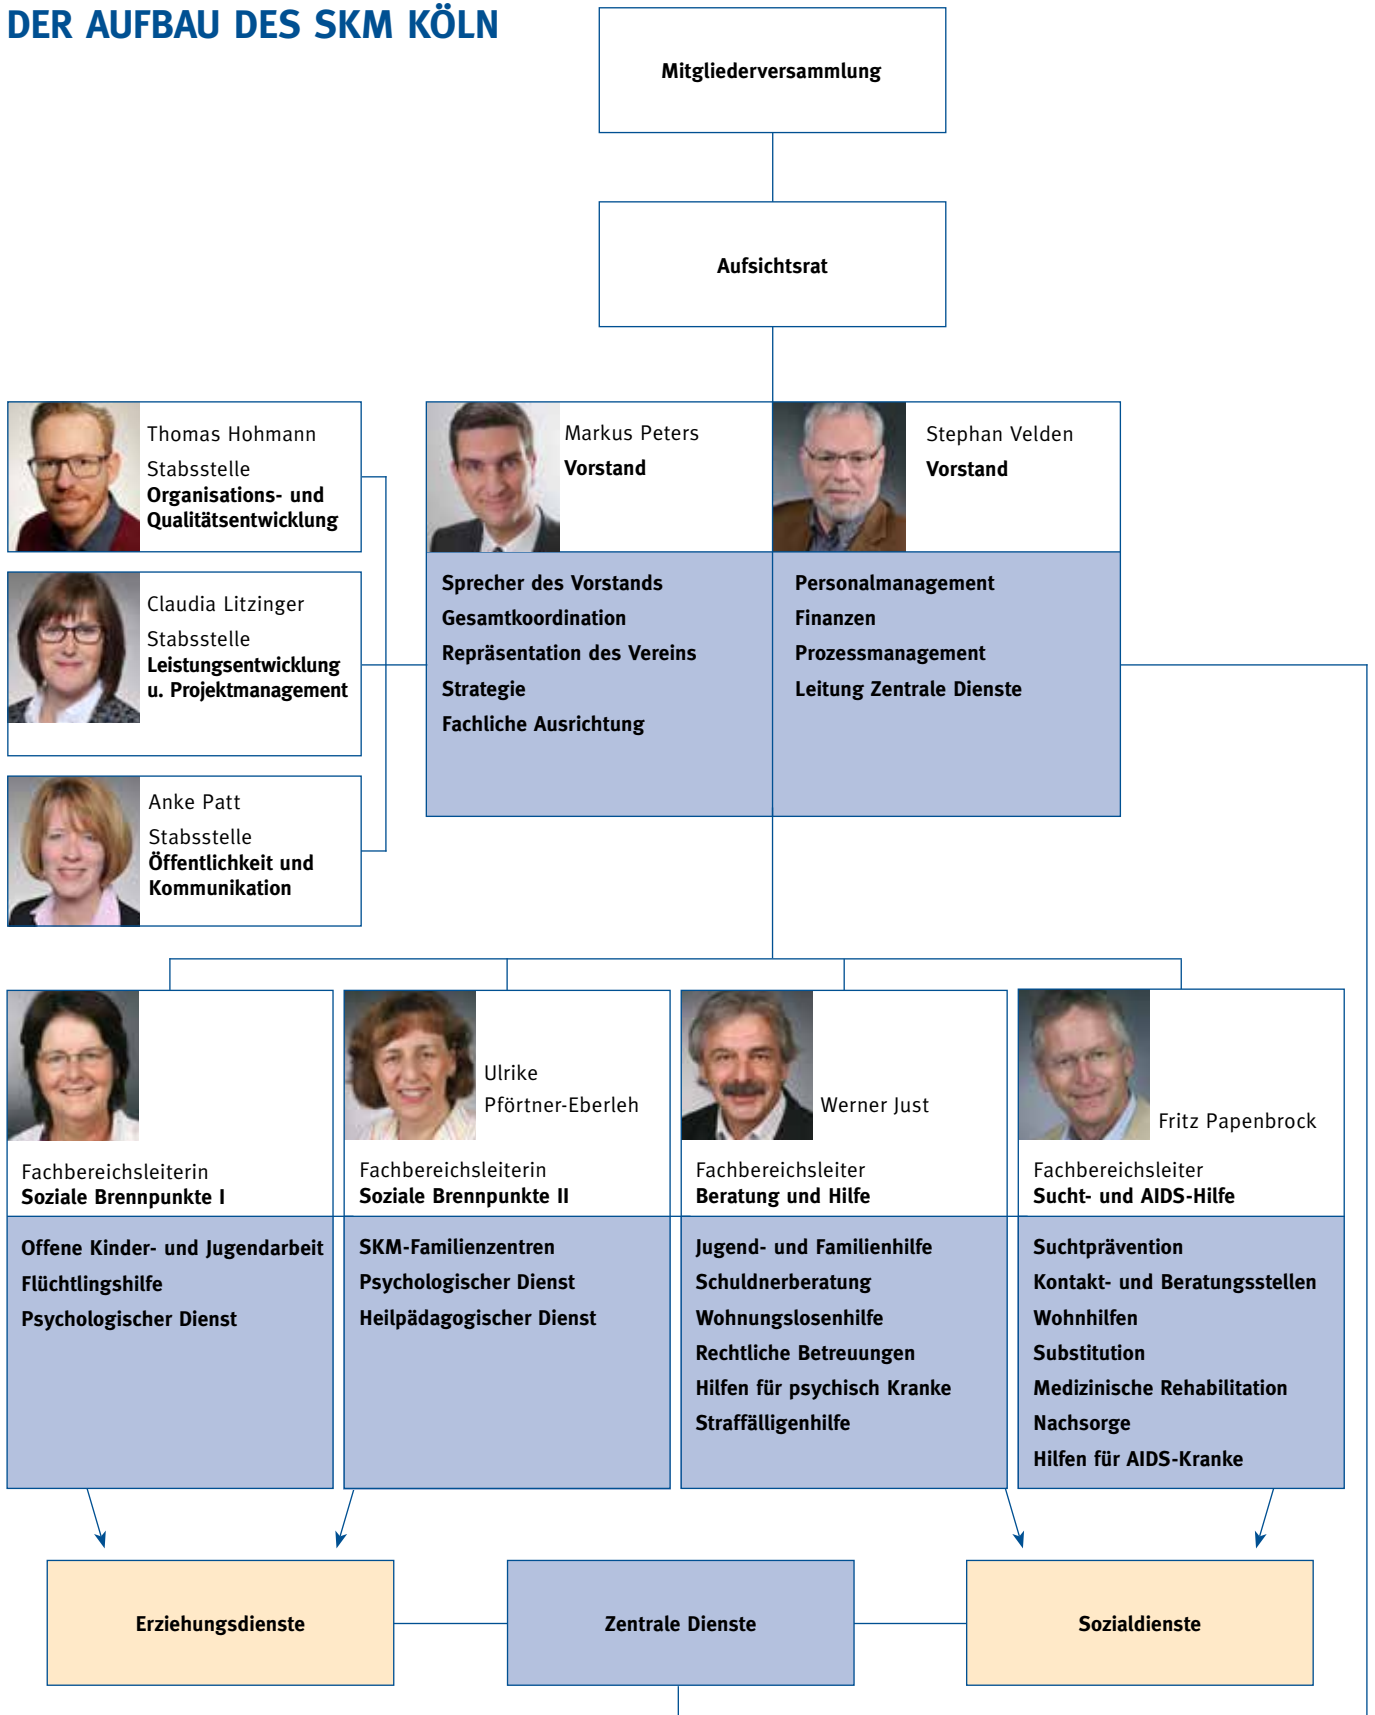 DER AUFBAU DES SKM KÖLN
Mitgliederversammlung
Aufsichtsrat
Thomas Hohmann
Stabsstelle
Organisations- und
Qualitätsentwicklung
Claudia Litzinger
Stabsstelle
Leistungsentwicklung
u. Projektmanagement
Anke Patt
Stabsstelle
Öffentlichkeit und
Kommunikation
Markus Peters
Vorstand
Sprecher des Vorstands
Gesamtkoordination
Repräsentation des Vereins
Strategie
Fachliche Ausrichtung
Stephan Velden
Vorstand
Personalmanagement
Finanzen
Prozessmanagement
Leitung Zentrale Dienste
Fachbereichsleiterin
Soziale Brennpunkte I
Offene Kinder- und Jugendarbeit
Flüchtlingshilfe
Psychologischer Dienst
Ulrike
Pförtner-Eberleh
Fachbereichsleiterin
Soziale Brennpunkte II
SKM-Familienzentren
Psychologischer Dienst
Heilpädagogischer Dienst
Werner Just
Fachbereichsleiter
Beratung und Hilfe
Jugend- und Familienhilfe
Schuldnerberatung
Wohnungslosenhilfe
Rechtliche Betreuungen
Hilfen für psychisch Kranke
Straffälligenhilfe
Fritz Papenbrock
Fachbereichsleiter
Sucht- und AIDS-Hilfe
Suchtprävention
Kontakt- und Beratungsstellen
Wohnhilfen
Substitution
Medizinische Rehabilitation
Nachsorge
Hilfen für AIDS-Kranke
Erziehungsdienste
Zentrale Dienste
Sozialdienste